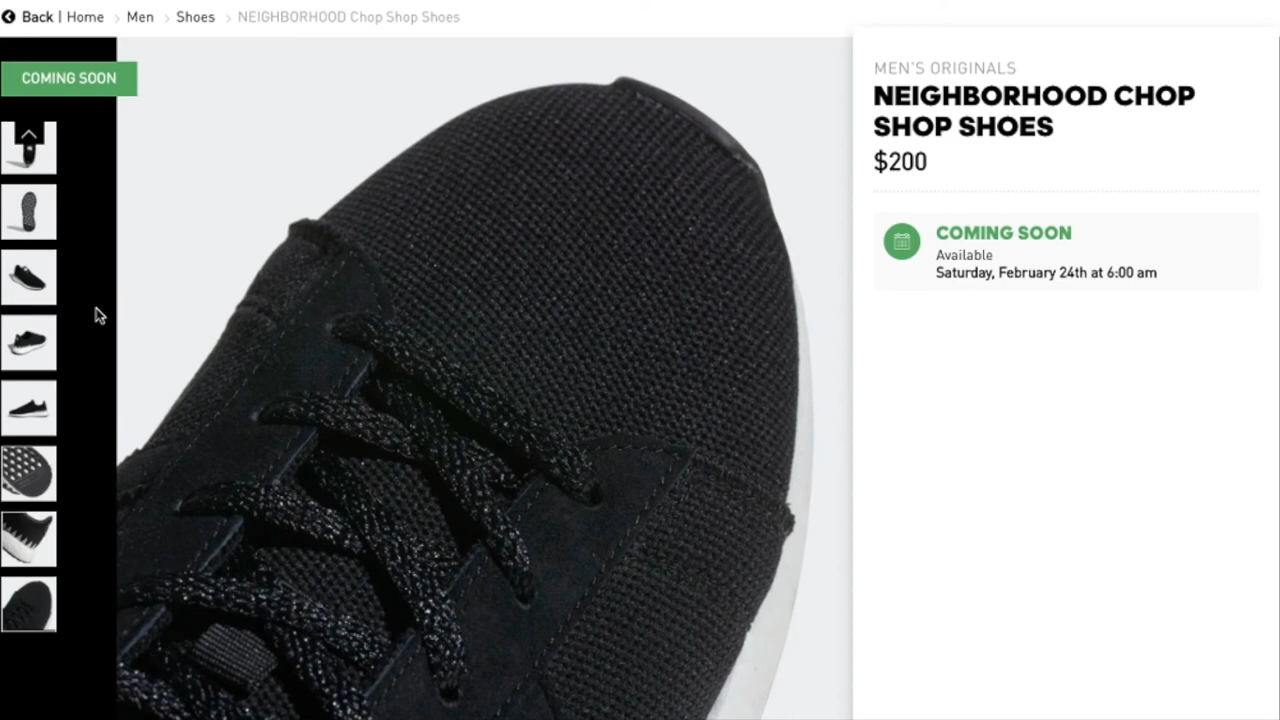 Back | Home > Men > Shoes > NEIGHBORHOOD Chop Shop Shoes
COMING SOON
MEN'S ORIGINALS
NEIGHBORHOOD CHOP
SHOP SHOES
$200
COMING SOON
Available
Saturday, February 24th at 6:00 am